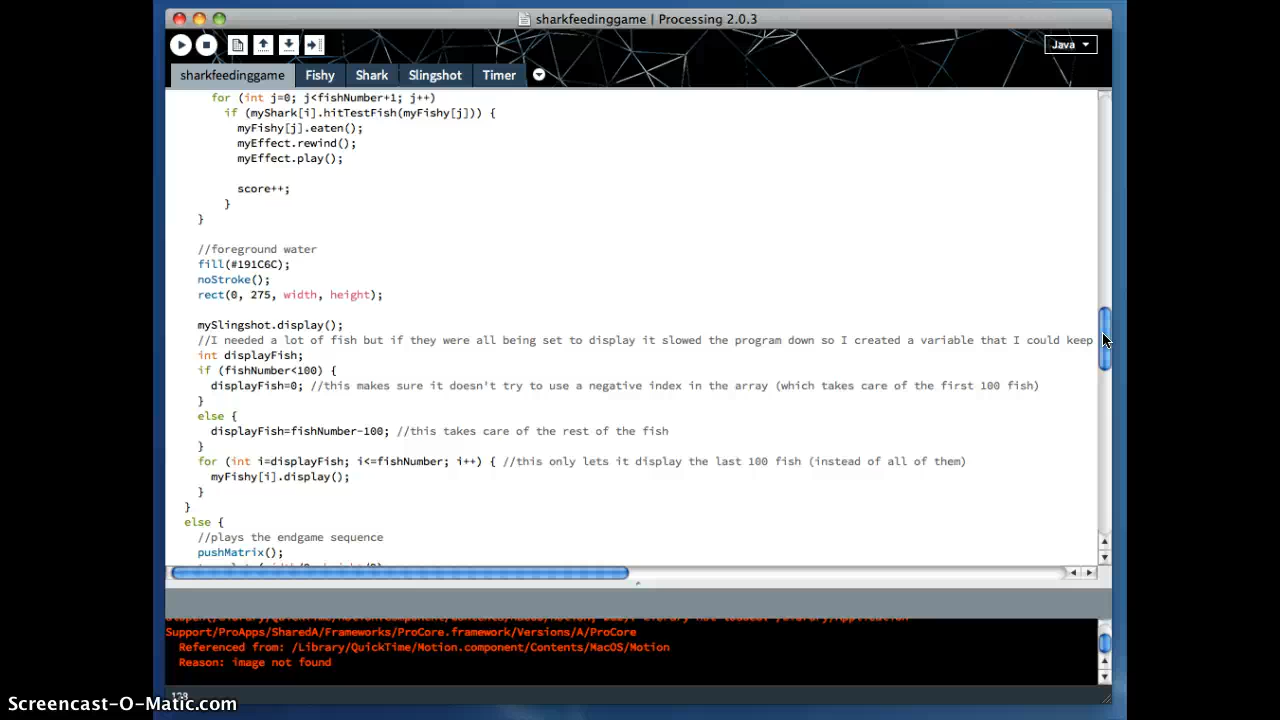 sharkfeedinggame | Processing 2.0.3
Java
sharkfeedinggame Fishy Shark Slingshot Timer
for (int j=0; j<fishNumber+1; j++)
if (myShark[i].hitTestFish(myFishy[j])) {
myFishy[j].eaten();
myEffect.rewind();
myEffect.play();
score++;
}
}
//foreground water
fill(#191C6C);
noStroke();
rect(0, 275, width, height);
mySlingshot.display();
//I needed a lot of fish but if they were all being set to display it slowed the program down so I created a variable that I could keep
int displayFish;
if (fishNumber<100) {
displayFish=0; //this makes sure it doesn't try to use a negative index in the array (which takes care of the first 100 fish)
}
else {
displayFish=fishNumber-100; //this takes care of the rest of the fish
}
for (int i=displayFish; i<=fishNumber; i++) { //this only lets it display the last 100 fish (instead of all of them)
myFishy[i].display();
}
}
else {
//plays the endgame sequence
pushMatrix();
Support/ProApps/SharedA/Frameworks/ProCore.framework/Versions/A/ProCore
Referenced from: /Library/QuickTime/Motion.component/Contents/MacOS/Motion
Reason: image not found
Screencast-O-Matic.com